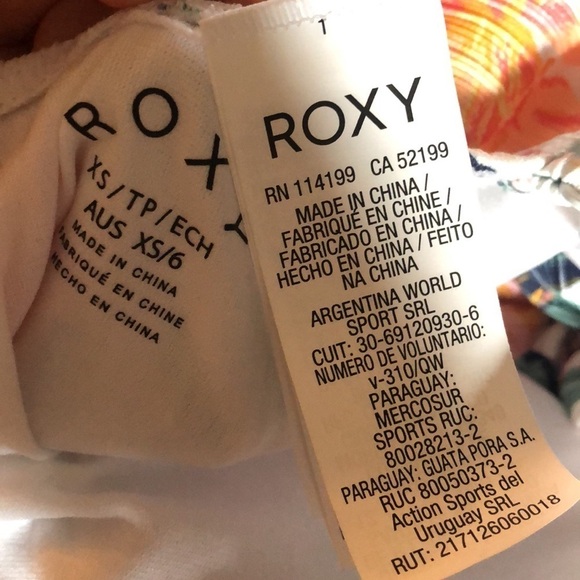 ROXY
XS/TP/ECH
AUS XS/6
MADE IN CHINA
FABRIQUÉ EN CHINE
HECHO EN CHINA
1
ROXY
RN 114199 CA 52199
MADE IN CHINA /
FABRIQUÉ EN CHINE /
FABRICADO EN CHINA /
HECHO EN CHINA / FEITO
NA CHINA
ARGENTINA WORLD
SPORT SRL
CUIT: 30-69120930-6
NUMERO DE VOLUNTARIO:
v-310/QW
PARAGUAY:
MERCOSUR
SPORTS RUC:
80028213-2
PARAGUAY: GUATA PORA S.A.
RUC 80050373-2
Action Sports del
Uruguay SRL
RUT: 217126060018